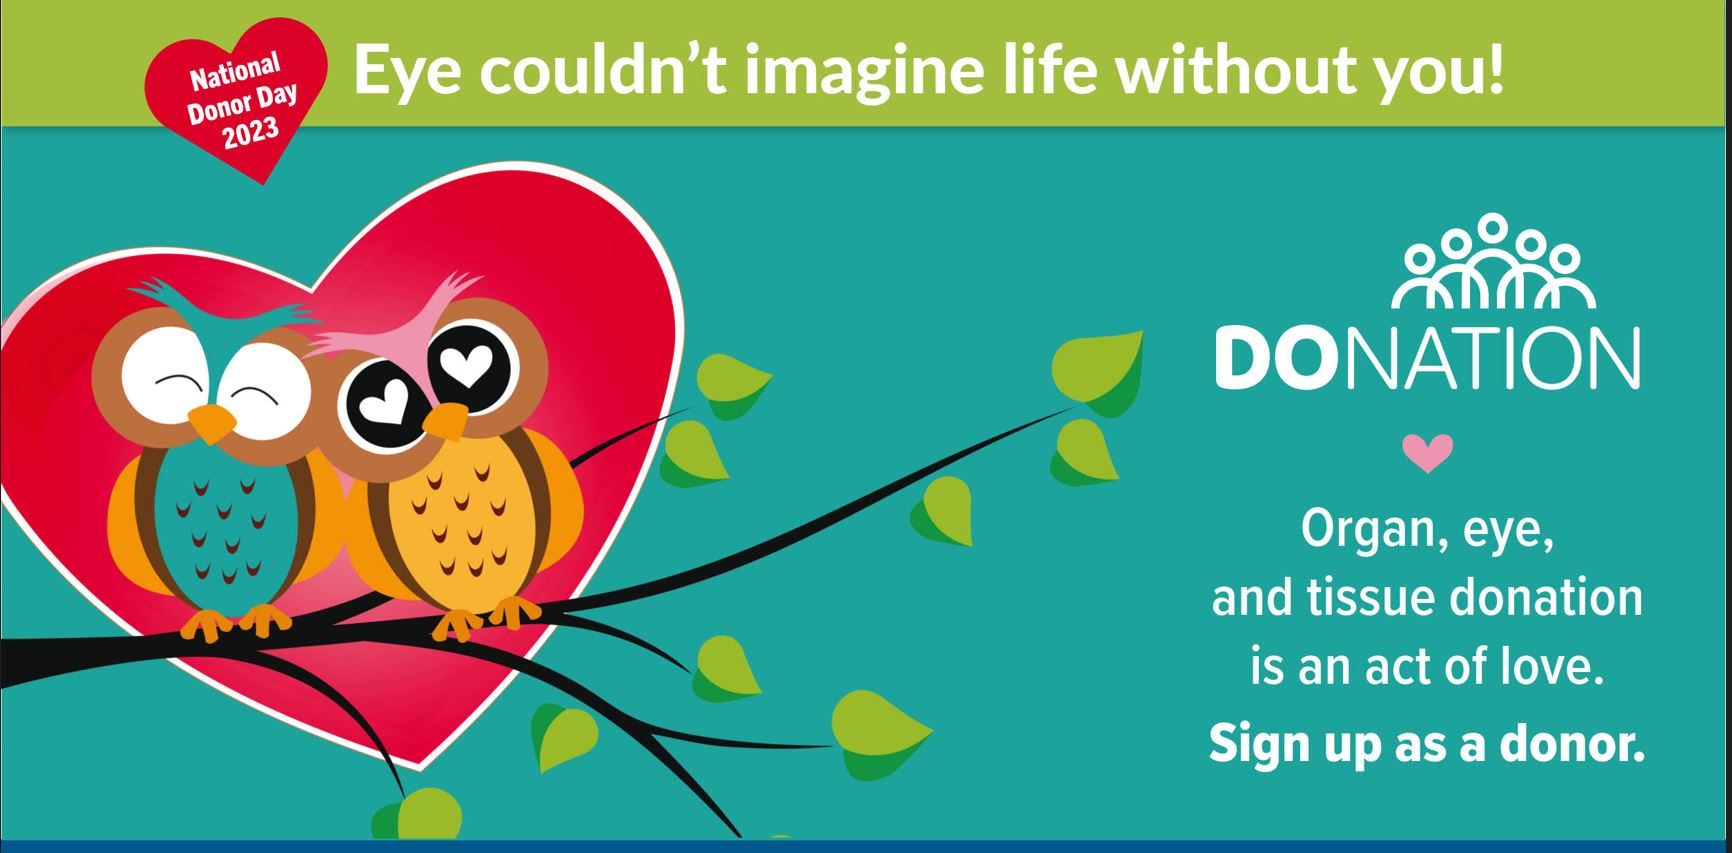 National
Donor Day
2023
Eye couldn’t imagine life without you!
DONATION
Organ, eye,
and tissue donation
is an act of love.
Sign up as a donor.